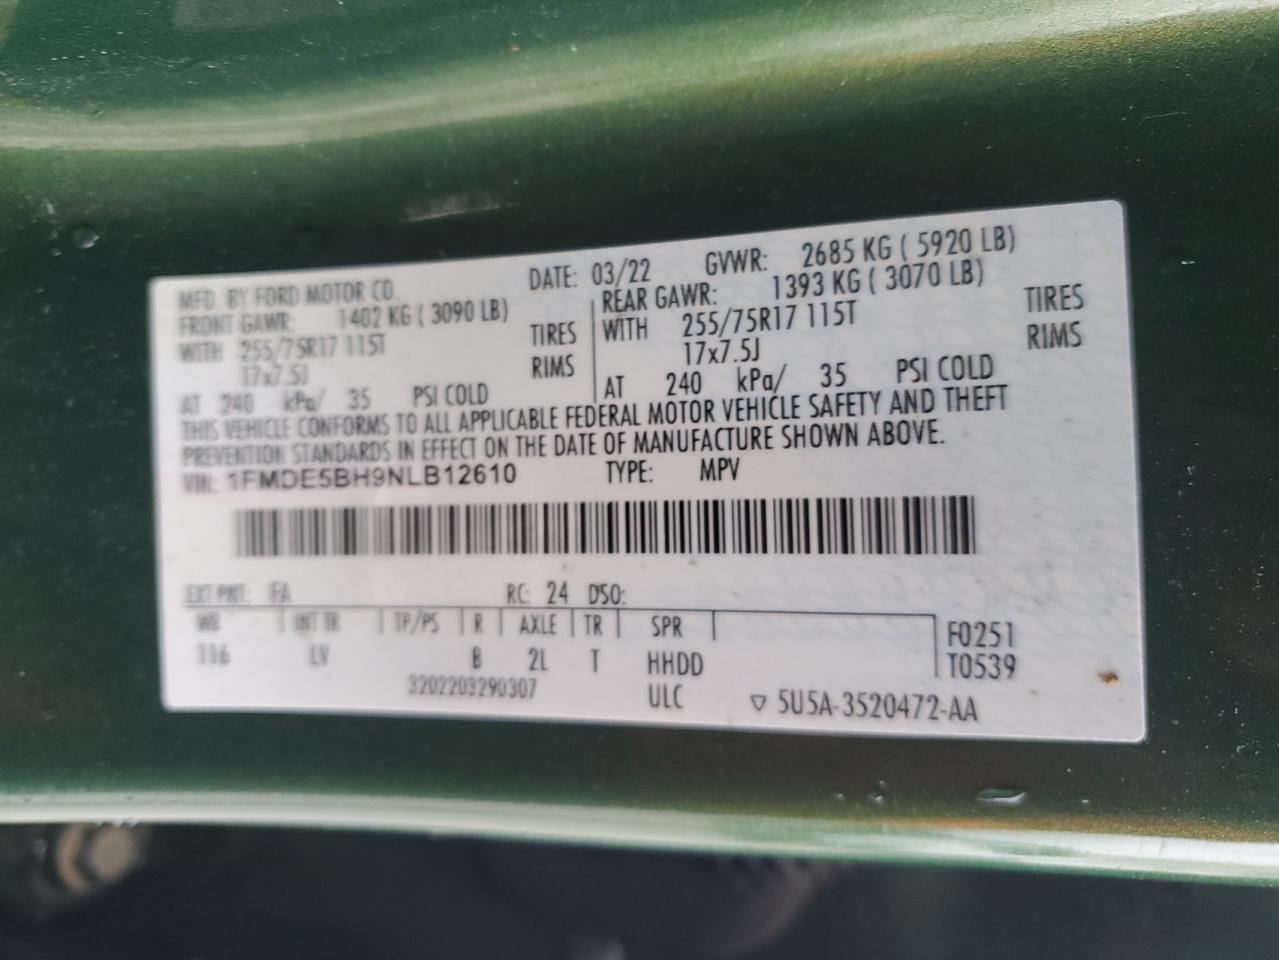 MFD. BY FORD MOTOR CO. DATE: 03/22 GVWR: 2685 KG ( 5920 LB)
FRONT GAWR: 1402 KG ( 3090 LB) REAR GAWR: 1393 KG ( 3070 LB)
WITH 255/75R17 115T TIRES WITH 255/75R17 115T TIRES
17x7.5J RIMS 17x7.5J RIMS
AT 240 kPa/ 35 PSI COLD AT 240 kPa/ 35 PSI COLD
THIS VEHICLE CONFORMS TO ALL APPLICABLE FEDERAL MOTOR VEHICLE SAFETY AND THEFT
PREVENTION STANDARDS IN EFFECT ON THE DATE OF MANUFACTURE SHOWN ABOVE.
VIN: 1FMDE5BH9NLB12610 TYPE: MPV
EXT PNT: FA RC: 24 DSO:
WB INT TR TP/PS R AXLE TR SPR F0251
116 LV B 2L T HHDD T0539
3202203290307 ULC ▽ 5U5A-3520472-AA